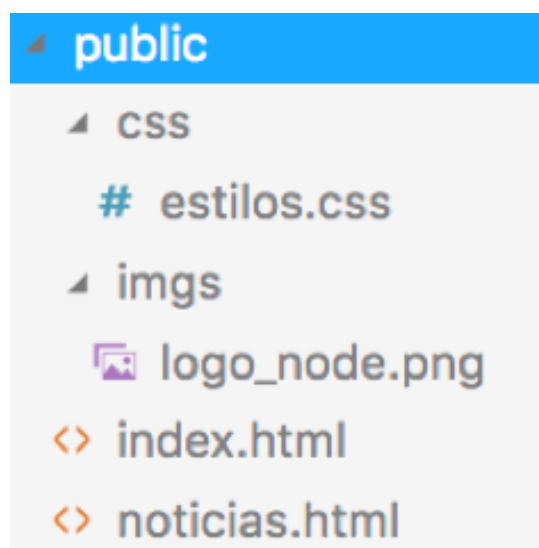 public
css
# estilos.css
imgs
logo_node.png
<> index.html
<> noticias.html